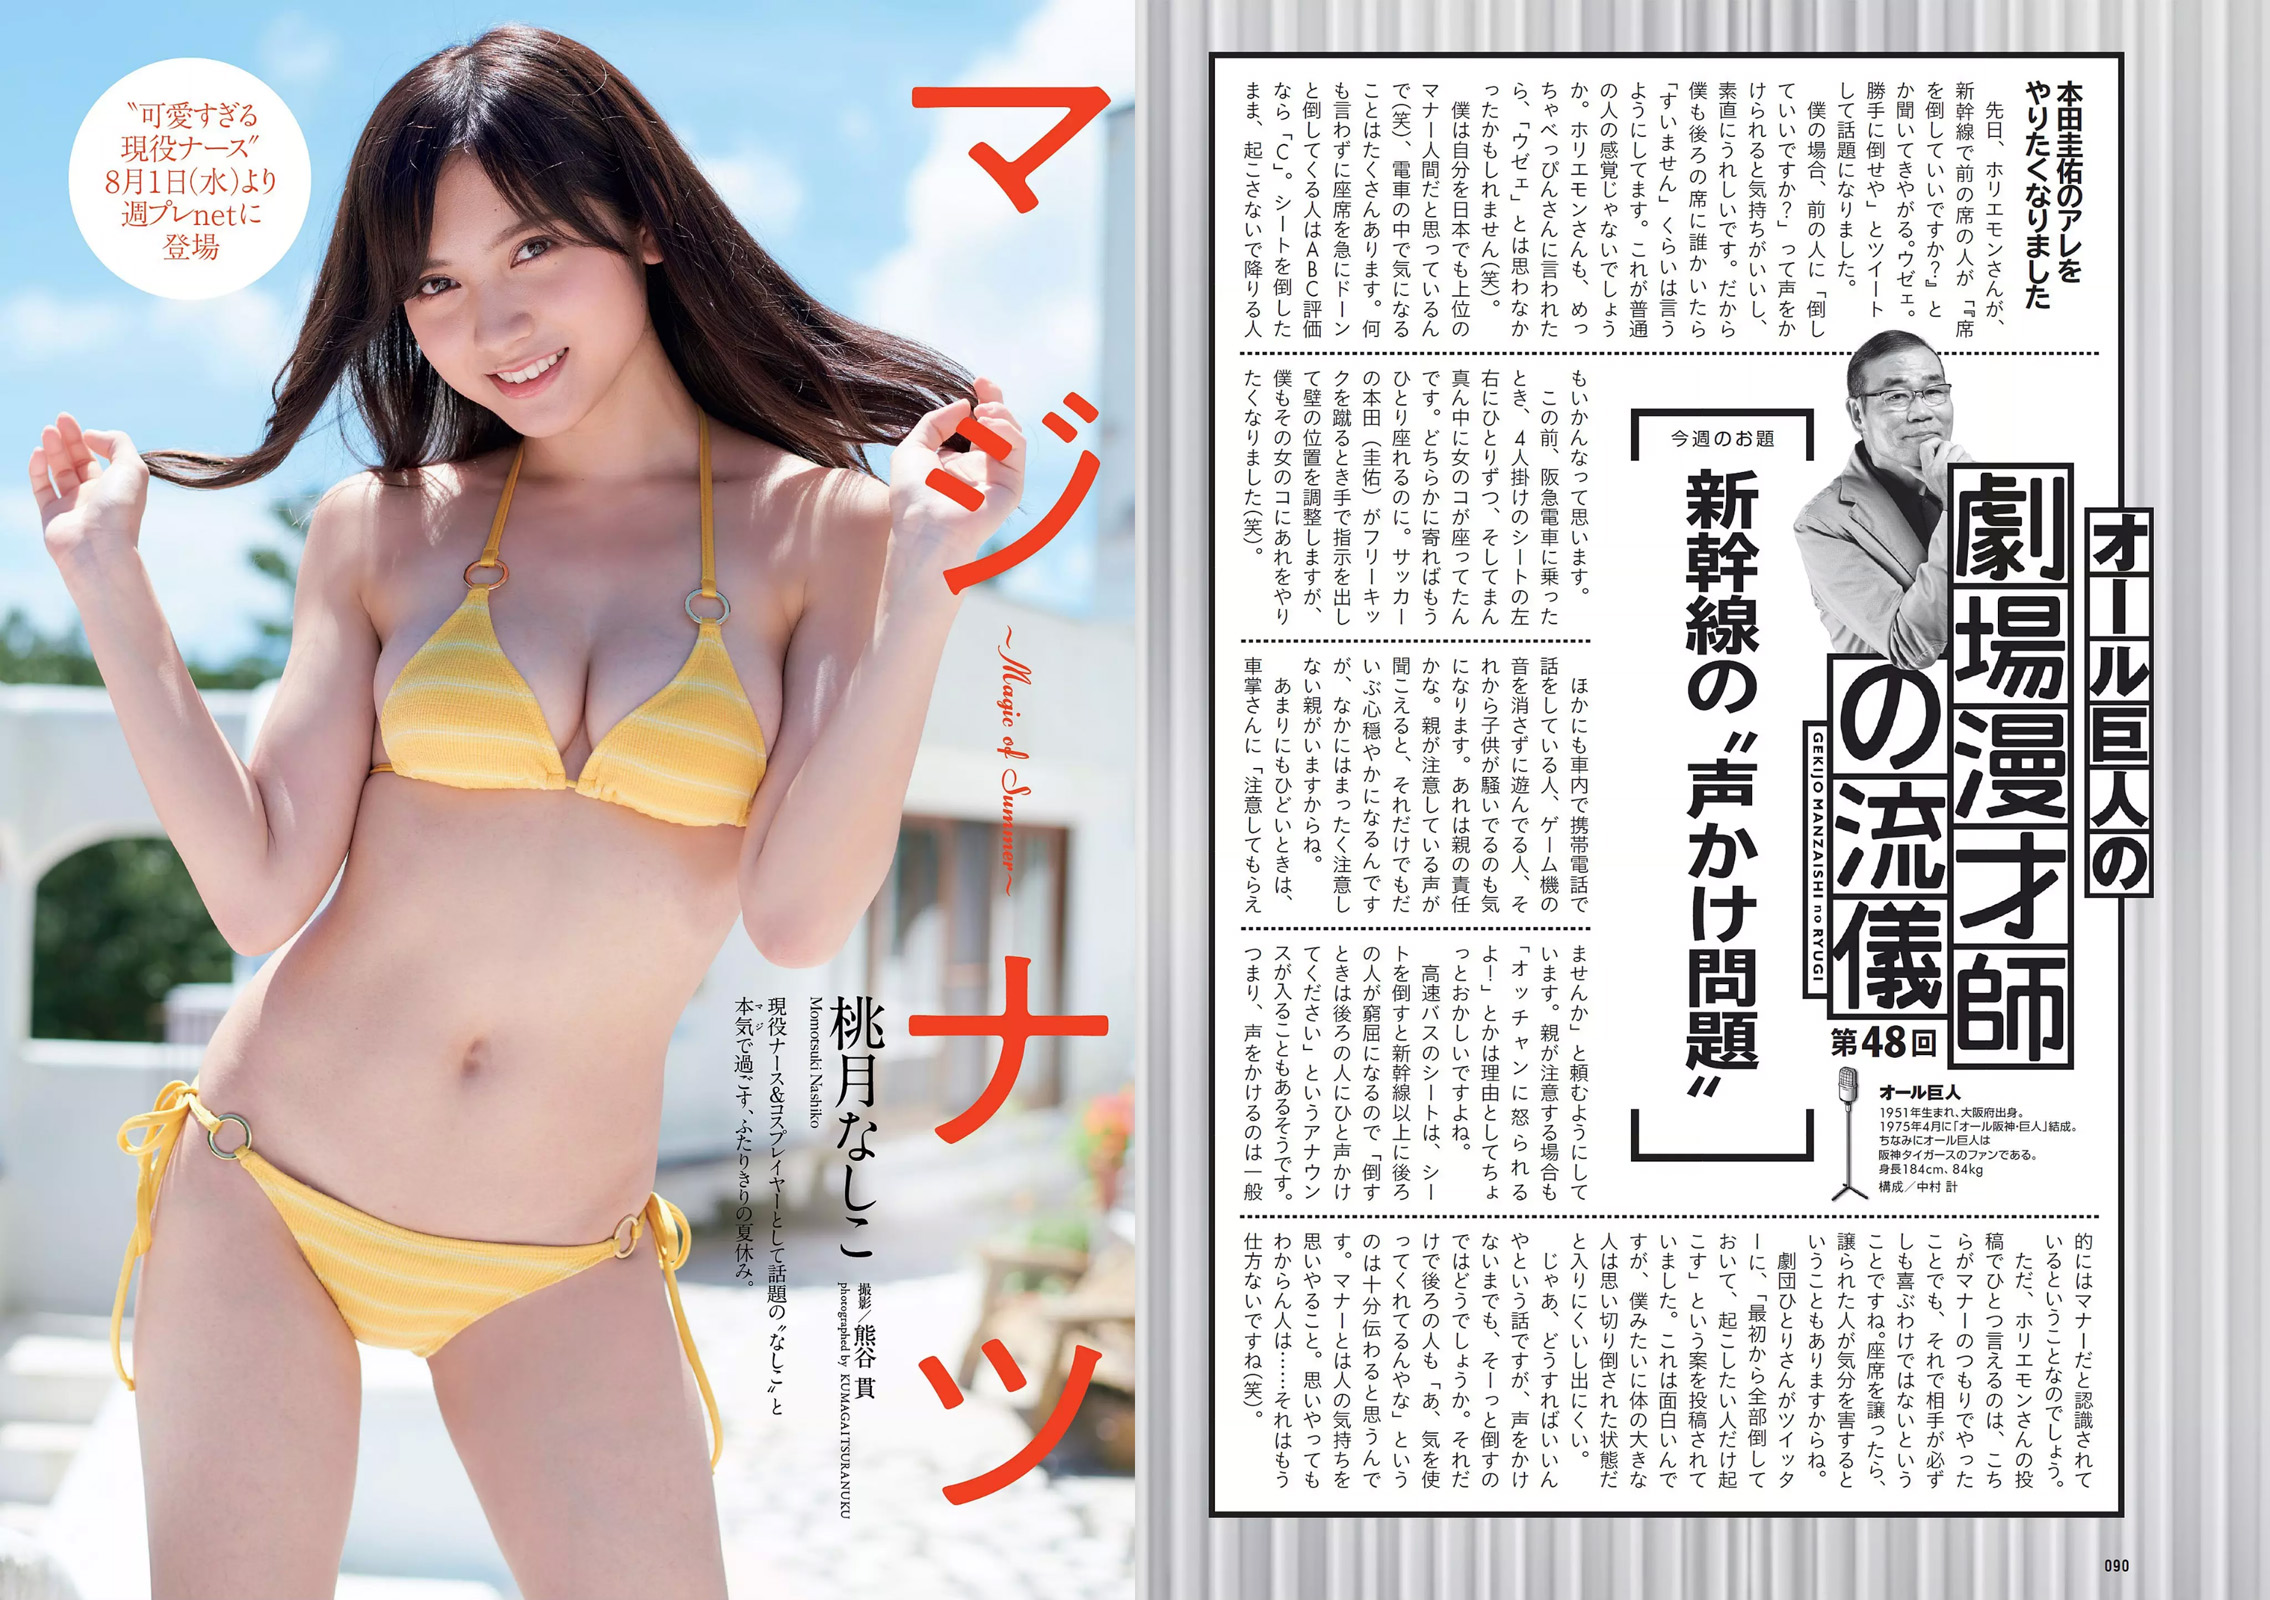 〝可愛すぎる
現役ナース〟
8月1日(水)より
週プレnetに
登場
マジナツ
～Magic of Summer～
桃月なしこ
Momotsuki Nashiko
撮影／熊谷 貫
photographed by KUMAGAI TSURANUKU
現役ナース&コスプレイヤーとして話題の〝なしこ〟と
本気で過ごす、ふたりきりの夏休み。
マジ
オール巨人の
劇場漫才師
の流儀
GEKIJO MANZAISHI no RYUGI
第48回
オール巨人
1951年生まれ、大阪府出身。
1975年4月に「オール阪神・巨人」結成。
ちなみにオール巨人は
阪神タイガースのファンである。
身長184cm、84kg
構成／中村 計
今週のお題
新幹線の〝声かけ問題〟
本田圭佑のアレを
やりたくなりました
先日、ホリエモンさんが、
新幹線で前の席の人が「『席
を倒していいですか?』と
か聞いてきやがる。ウゼェ。
勝手に倒せや」とツイート
して話題になりました。
僕の場合、前の人に「倒し
ていいですか?」って声をか
けられると気持ちがいいし、
素直にうれしいです。だから
僕も後ろの席に誰かいたら
「すいません」くらいは言う
ようにしてます。これが普通
の人の感覚じゃないでしょう
か。ホリエモンさんも、めっ
ちゃべっぴんさんに言われた
ら、「ウゼェ」とは思わなか
ったかもしれません(笑)。
僕は自分を日本でも上位の
マナー人間だと思っているん
で(笑)、電車の中で気になる
ことはたくさんあります。何
も言わずに座席を急にドーン
と倒してくる人はABC評価
なら「C」。シートを倒した
まま、起こさないで降りる人
もいかんなって思います。
この前、阪急電車に乗った
とき、4人掛けのシートの左
右にひとりずつ、そしてまん
真ん中に女のコが座ってたん
です。どちらかに寄ればもう
ひとり座れるのに。サッカー
の本田(圭佑)がフリーキッ
クを蹴るとき手で指示を出し
て壁の位置を調整しますが、
僕もその女のコにあれをやり
たくなりました(笑)。
ほかにも車内で携帯電話で
話をしている人、ゲーム機の
音を消さずに遊んでる人、そ
れから子供が騒いでるのも気
になります。あれは親の責任
かな。親が注意している声が
聞こえると、それだけでもだ
いぶ心穏やかになるんです
が、なかにはまったく注意し
ない親がいますからね。
あまりにもひどいときは、
車掌さんに「注意してもらえ
ませんか」と頼むようにして
います。親が注意する場合も
「オッチャンに怒られる
よ!」とかは理由としてちょ
っとおかしいですよね。
高速バスのシートは、シー
トを倒すと新幹線以上に後ろ
の人が窮屈になるので「倒す
ときは後ろの人にひと声かけ
てください」というアナウン
スが入ることもあるそうです。
つまり、声をかけるのは一般
的にはマナーだと認識されて
いるということなのでしょう。
ただ、ホリエモンさんの投
稿でひとつ言えるのは、こち
らがマナーのつもりでやった
ことでも、それで相手が必ず
しも喜ぶわけではないという
ことですね。座席を譲ったら、
譲られた人が気分を害すると
いうこともありますからね。
劇団ひとりさんがツイッタ
ーに、「最初から全部倒して
おいて、起こしたい人だけ起
こす」という案を投稿されて
いました。これは面白いんで
すが、僕みたいに体の大きな
人は思い切り倒された状態だ
と入りにくいし出にくい。
じゃあ、どうすればいいん
やという話ですが、声をかけ
ないまでも、そーっと倒すの
ではどうでしょうか。それだ
けで後ろの人も「あ、気を使
ってくれてるんやな」という
のは十分伝わると思うんで
す。マナーとは人の気持ちを
思いやること。思いやっても
わからん人は……それはもう
仕方ないですね(笑)。
090